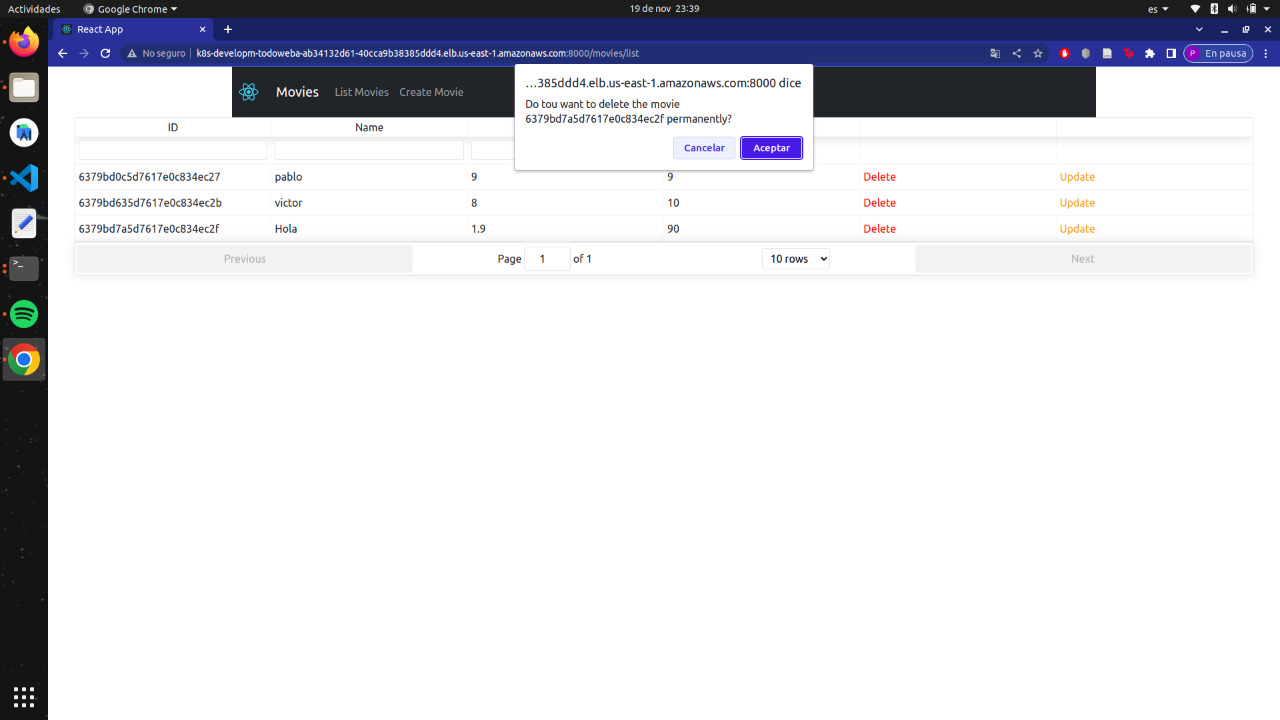 Actividades
Google Chrome
19 de nov 23:39
es
React App
No seguro
k8s-developm-todoweba-ab34132d61-40cca9b38385ddd4.elb.us-east-1.amazonaws.com:8000/movies/list
P En pausa
Movies List Movies Create Movie
…385ddd4.elb.us-east-1.amazonaws.com:8000 dice
Do tou want to delete the movie
6379bd7a5d7617e0c834ec2f permanently?
Cancelar Aceptar
ID Name
6379bd0c5d7617e0c834ec27 pablo 9 9 Delete Update
6379bd635d7617e0c834ec2b victor 8 10 Delete Update
6379bd7a5d7617e0c834ec2f Hola 1.9 90 Delete Update
Previous Page 1 of 1 10 rows Next